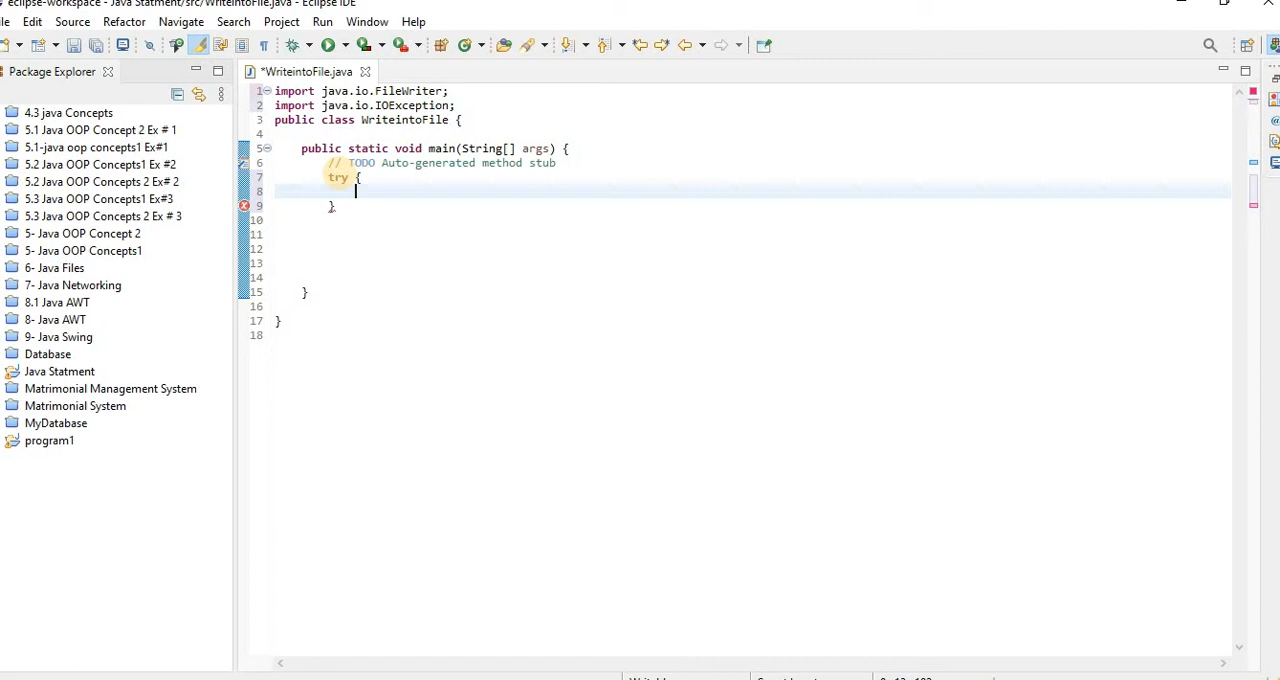 eclipse-workspace - Java Statment/src/WriteintoFile.java - Eclipse IDE
ile Edit Source Refactor Navigate Search Project Run Window Help
Package Explorer
*WriteintoFile.java
4.3 java Concepts
5.1 Java OOP Concept 2 Ex # 1
5.1-java oop concepts1 Ex#1
5.2 Java OOP Concepts1 Ex #2
5.2 Java OOP Concepts 2 Ex# 2
5.3 Java OOP Concepts1 Ex#3
5.3 Java OOP Concepts 2 Ex # 3
5- Java OOP Concept 2
5- Java OOP Concepts1
6- Java Files
7- Java Networking
8.1 Java AWT
8- Java AWT
9- Java Swing
Database
Java Statment
Matrimonial Management System
Matrimonial System
MyDatabase
program1
1 import java.io.FileWriter;
2 import java.io.IOException;
3 public class WriteintoFile {
4
5 public static void main(String[] args) {
6 // TODO Auto-generated method stub
7 try {
8
9 }
10
11
12
13
14
15 }
16
17 }
18